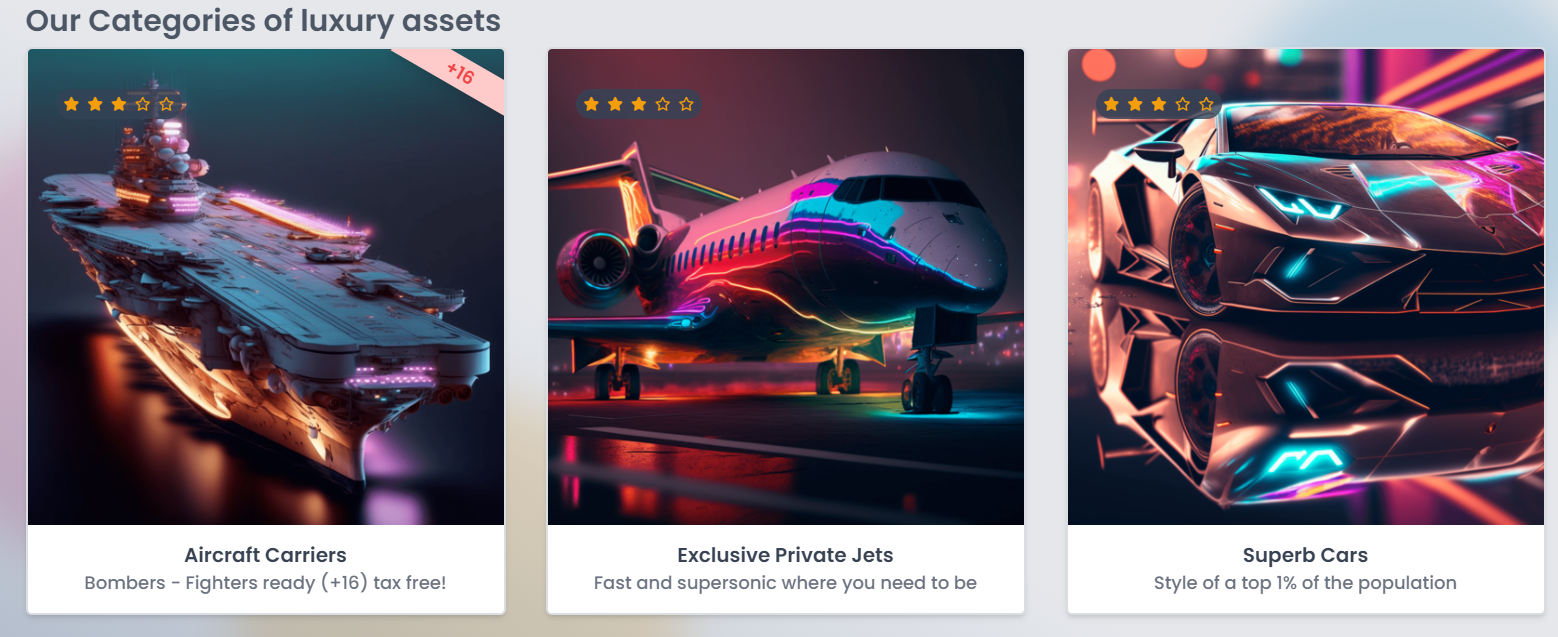 Our Categories of luxury assets
+16
Aircraft Carriers
Bombers - Fighters ready (+16) tax free!
Exclusive Private Jets
Fast and supersonic where you need to be
Superb Cars
Style of a top 1% of the population